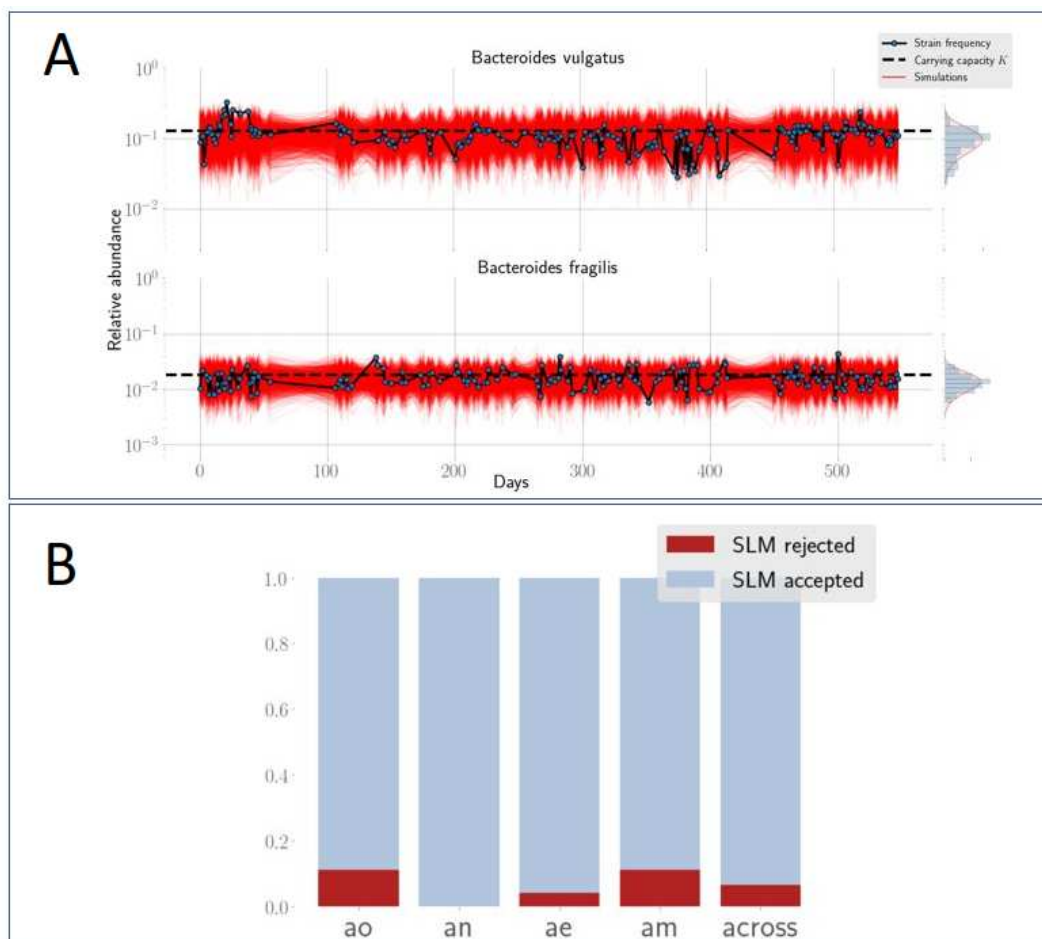 A
Strain frequency
Carrying capacity K
Simulations
Bacteroides vulgatus
10⁰
10⁻¹
10⁻²
Relative abundance
Bacteroides fragilis
10⁰
10⁻¹
10⁻²
10⁻³
0 100 200 300 400 500
Days
B
SLM rejected
SLM accepted
1.0
0.8
0.6
0.4
0.2
0.0
ao an ae am across